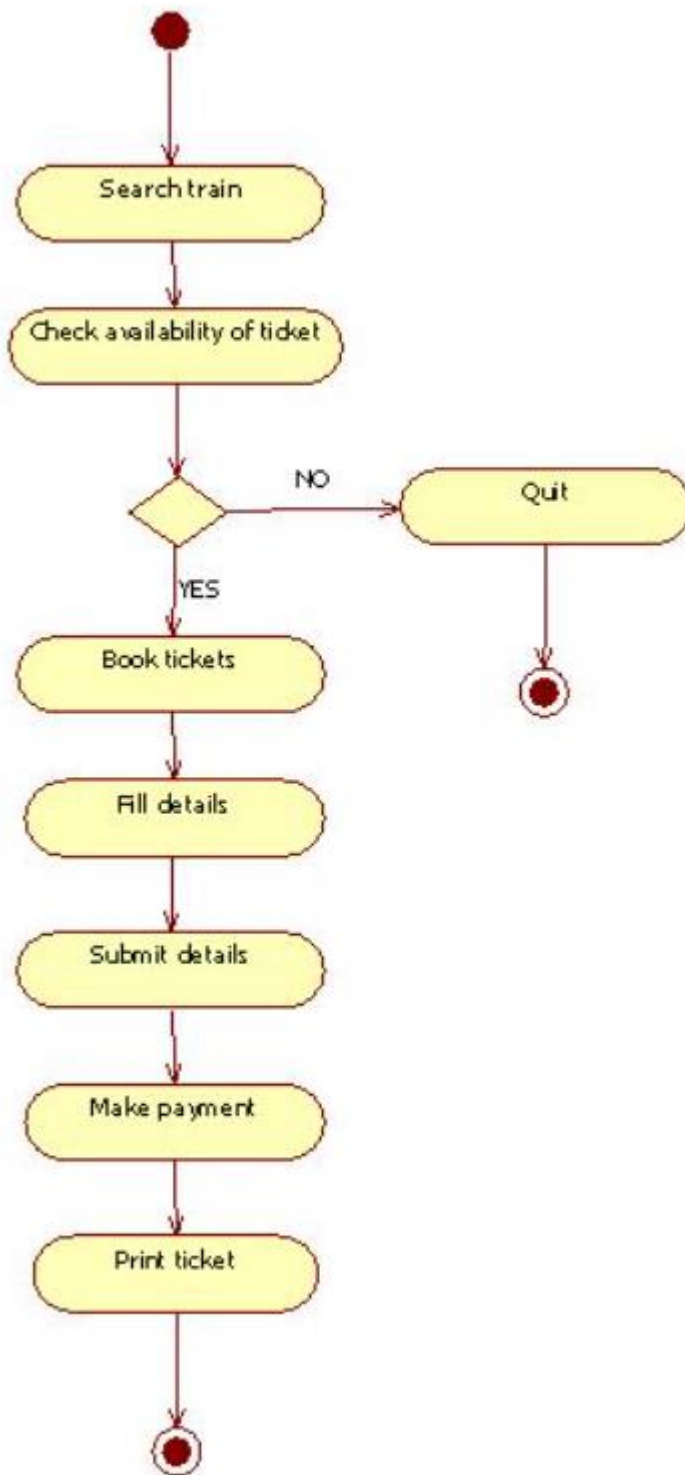 Search train
Check availability of ticket
NO
Quit
YES
Book tickets
Fill details
Submit details
Make payment
Print ticket